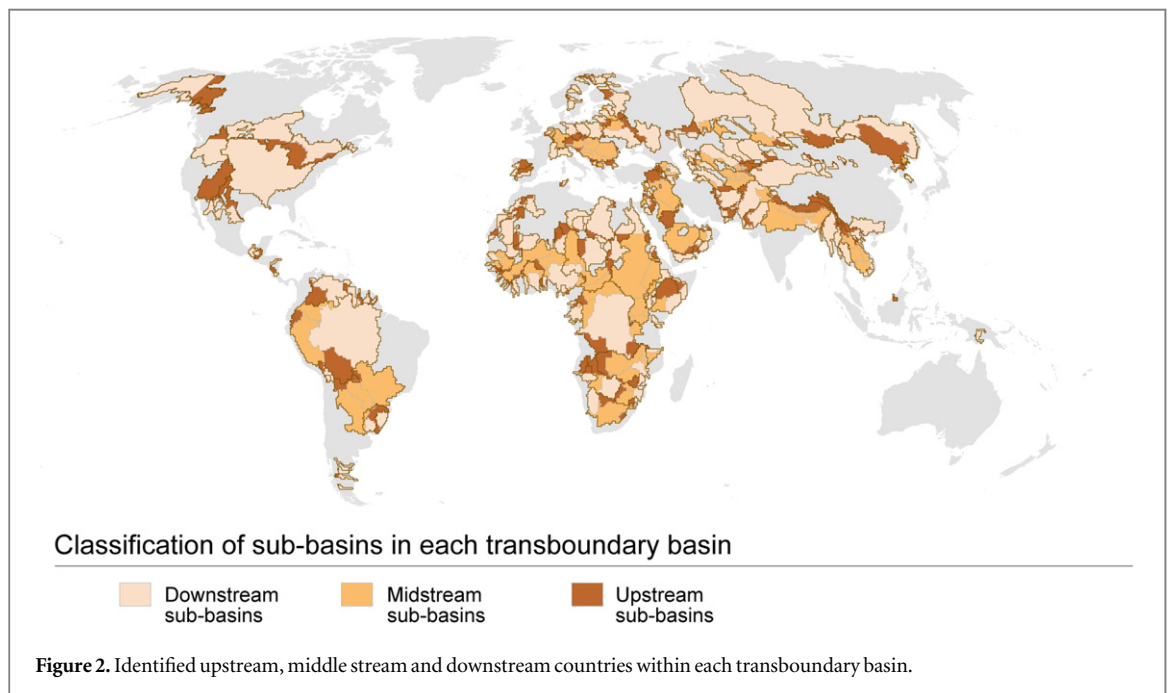 Classification of sub-basins in each transboundary basin
Downstream
sub-basins
Midstream
sub-basins
Upstream
sub-basins
Figure 2. Identified upstream, middle stream and downstream countries within each transboundary basin.